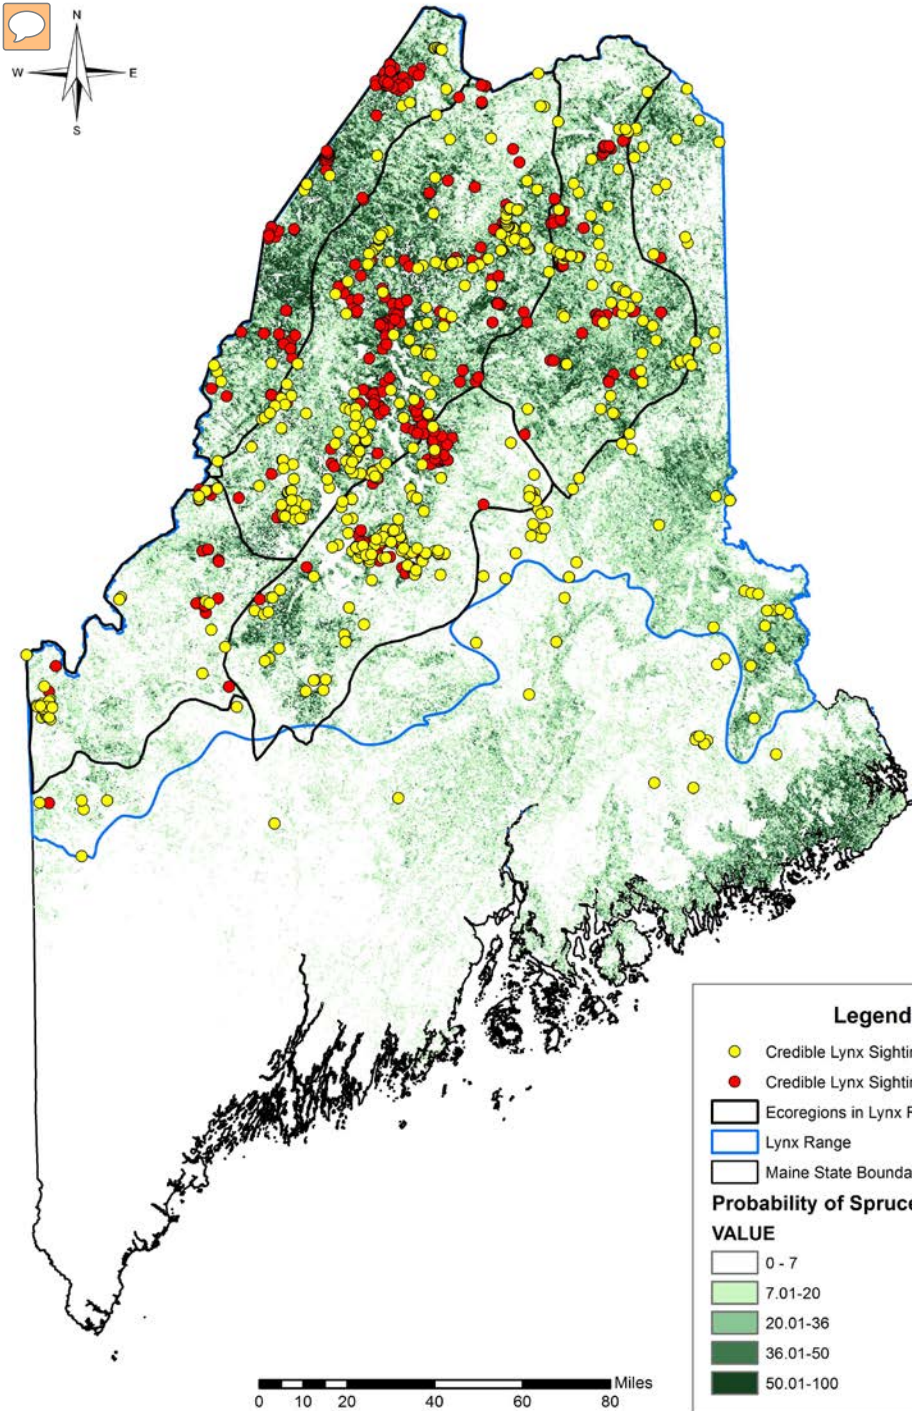 N
W E
S
Legend
Credible Lynx Sightin
Credible Lynx Sightin
Ecoregions in Lynx
Lynx Range
Maine State Bounda
Probability of Spruce
VALUE
0 - 7
7.01-20
20.01-36
36.01-50
50.01-100
Miles
0 10 20 40 60 80